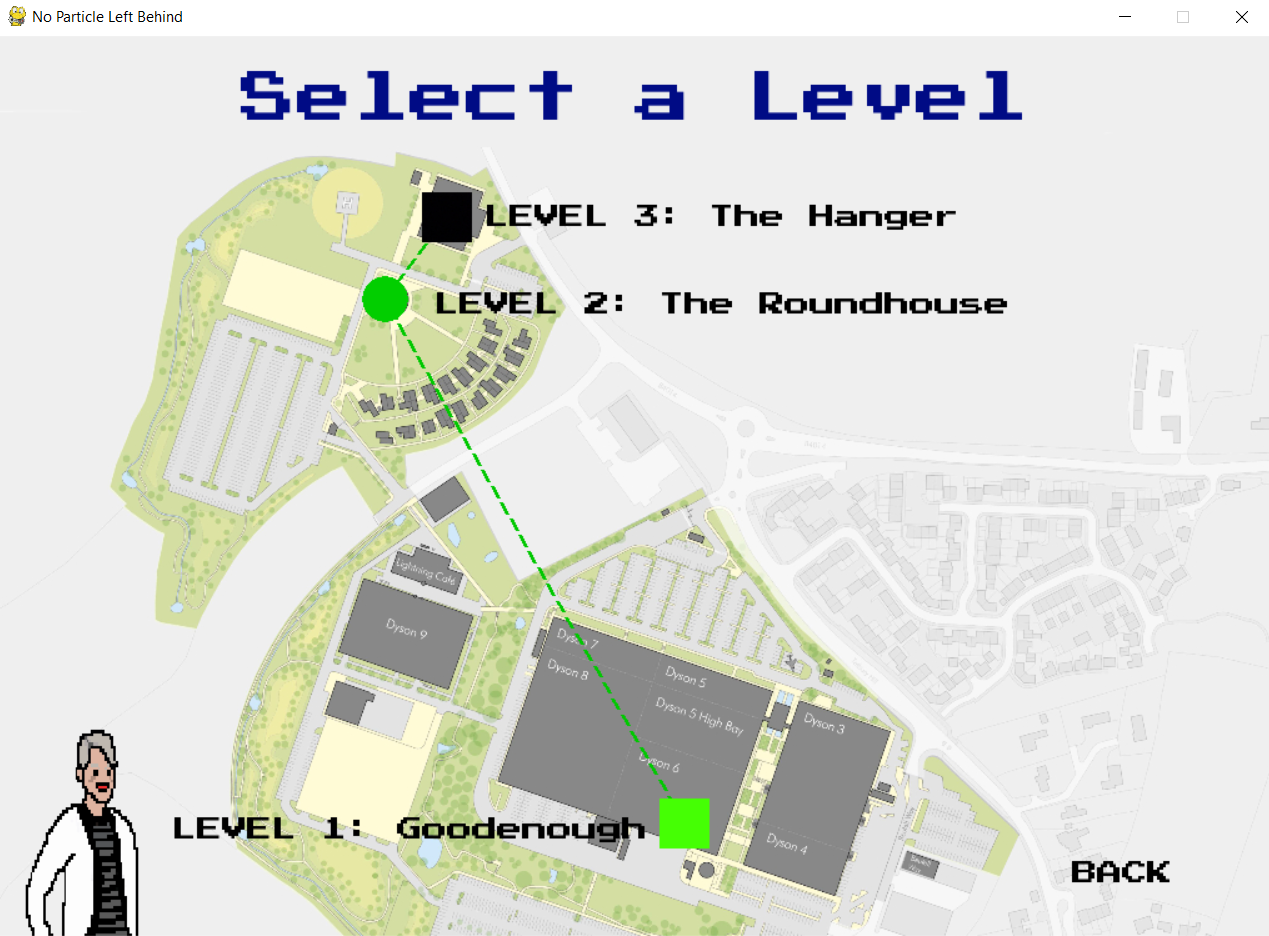 No Particle Left Behind
Select a Level
LEVEL 3: The Hanger
LEVEL 2: The Roundhouse
Lightning Café
Dyson 9
Dyson 7
Dyson 8
Dyson 5
Dyson 5 High Bay
Dyson 3
Dyson 6
LEVEL 1: Goodenough
Dyson 4
BACK